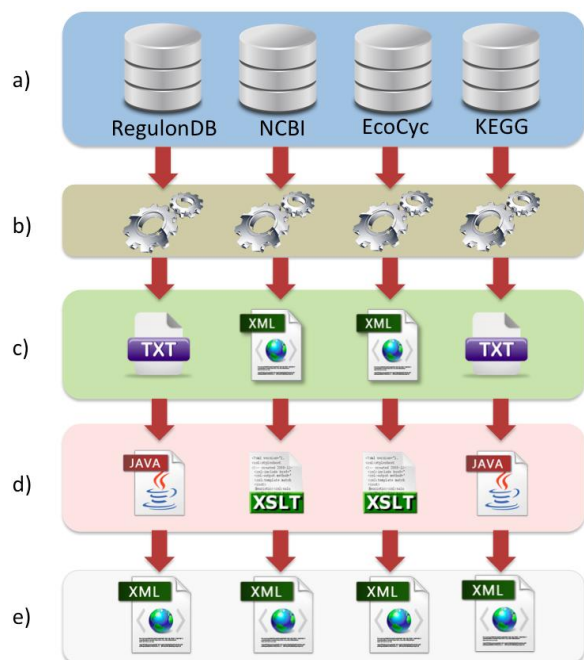 a)
RegulonDB NCBI EcoCyc KEGG
b)
c)
TXT XML XML TXT
d)
JAVA XSLT XSLT JAVA
e)
XML XML XML XML